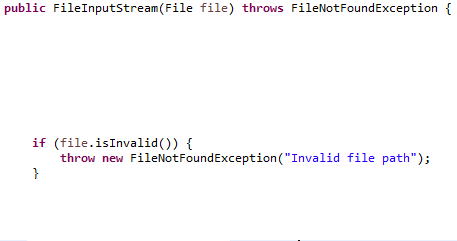 public FileInputStream(File file) throws FileNotFoundException {
if (file.isInvalid()) {
throw new FileNotFoundException("Invalid file path");
}